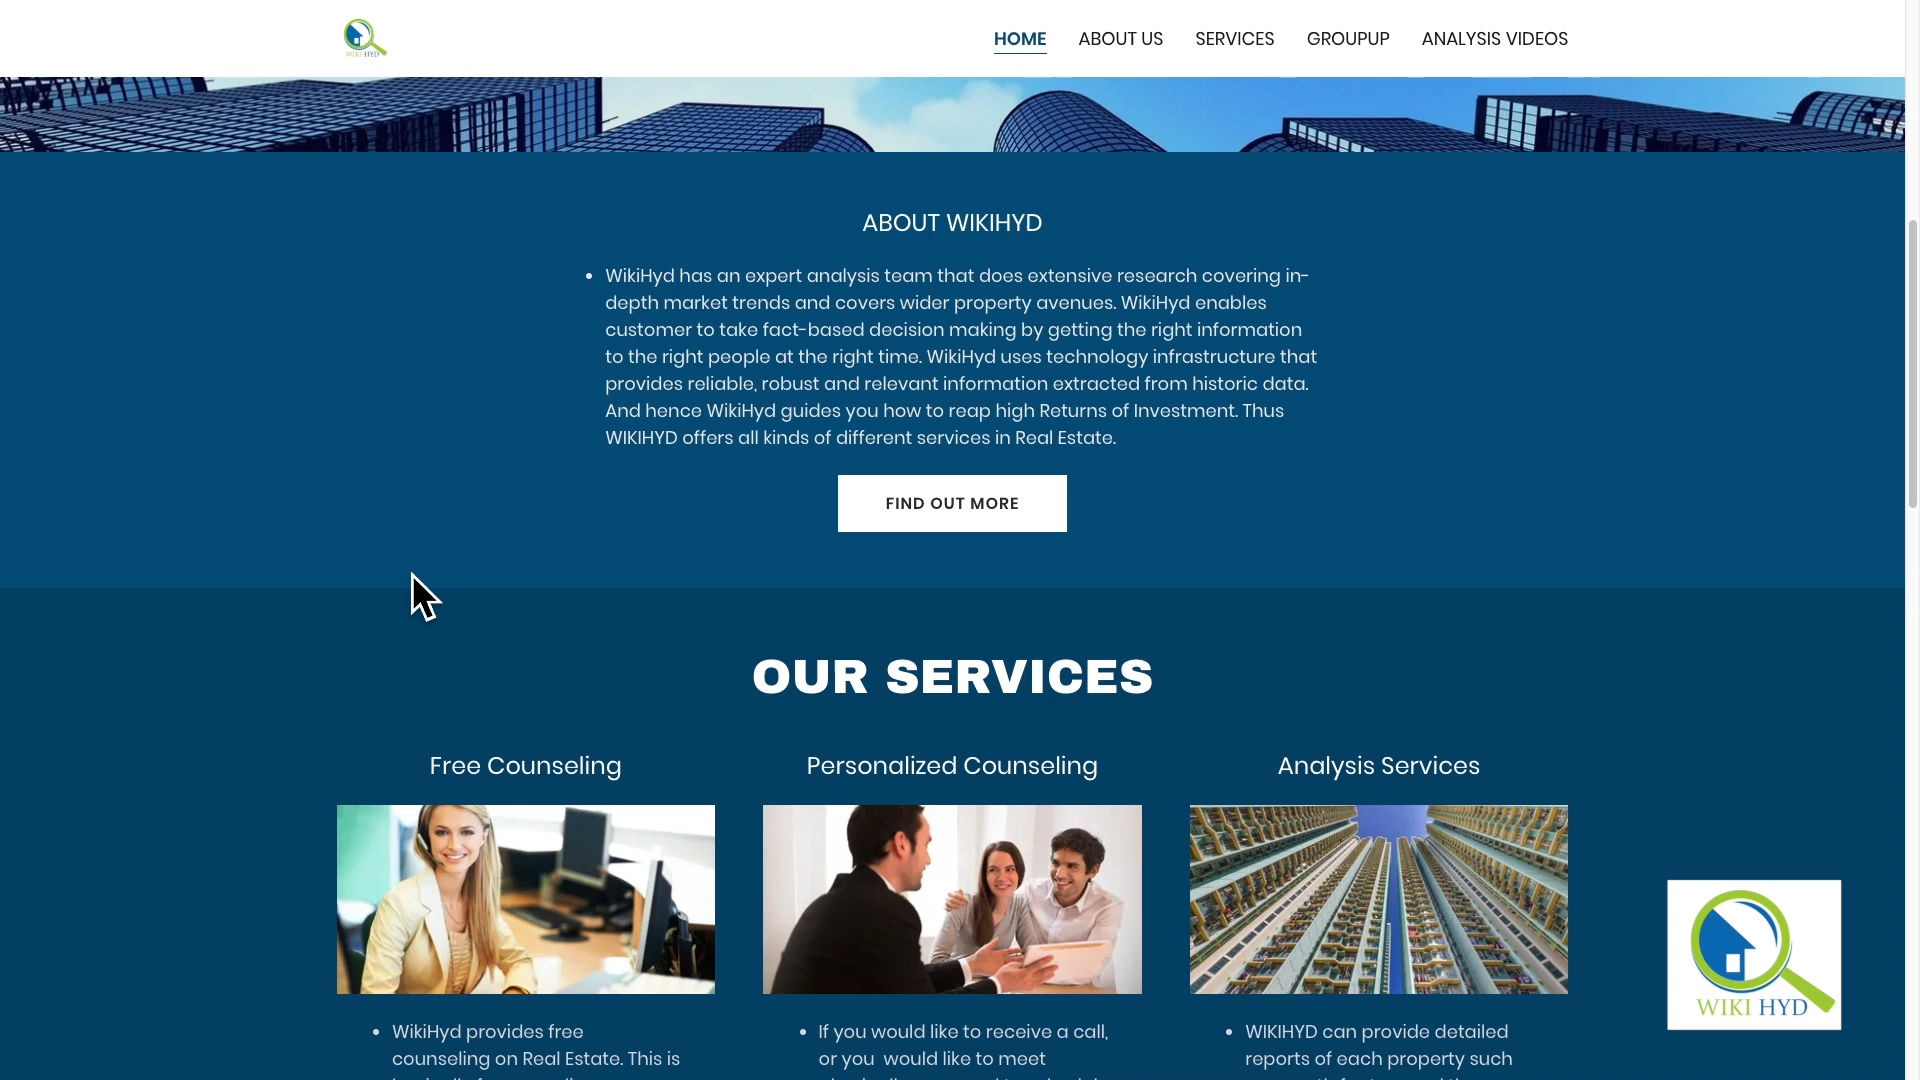 WIKI HYD
HOME ABOUT US SERVICES GROUPUP ANALYSIS VIDEOS
ABOUT WIKIHYD
• WikiHyd has an expert analysis team that does extensive research covering in-
depth market trends and covers wider property avenues. WikiHyd enables
customer to take fact-based decision making by getting the right information
to the right people at the right time. WikiHyd uses technology infrastructure that
provides reliable, robust and relevant information extracted from historic data.
And hence WikiHyd guides you how to reap high Returns of Investment. Thus
WIKIHYD offers all kinds of different services in Real Estate.
FIND OUT MORE
OUR SERVICES
Free Counseling
• WikiHyd provides free
counseling on Real Estate. This is
Personalized Counseling
• If you would like to receive a call,
or you would like to meet
Analysis Services
• WIKIHYD can provide detailed
reports of each property such
WIKI HYD